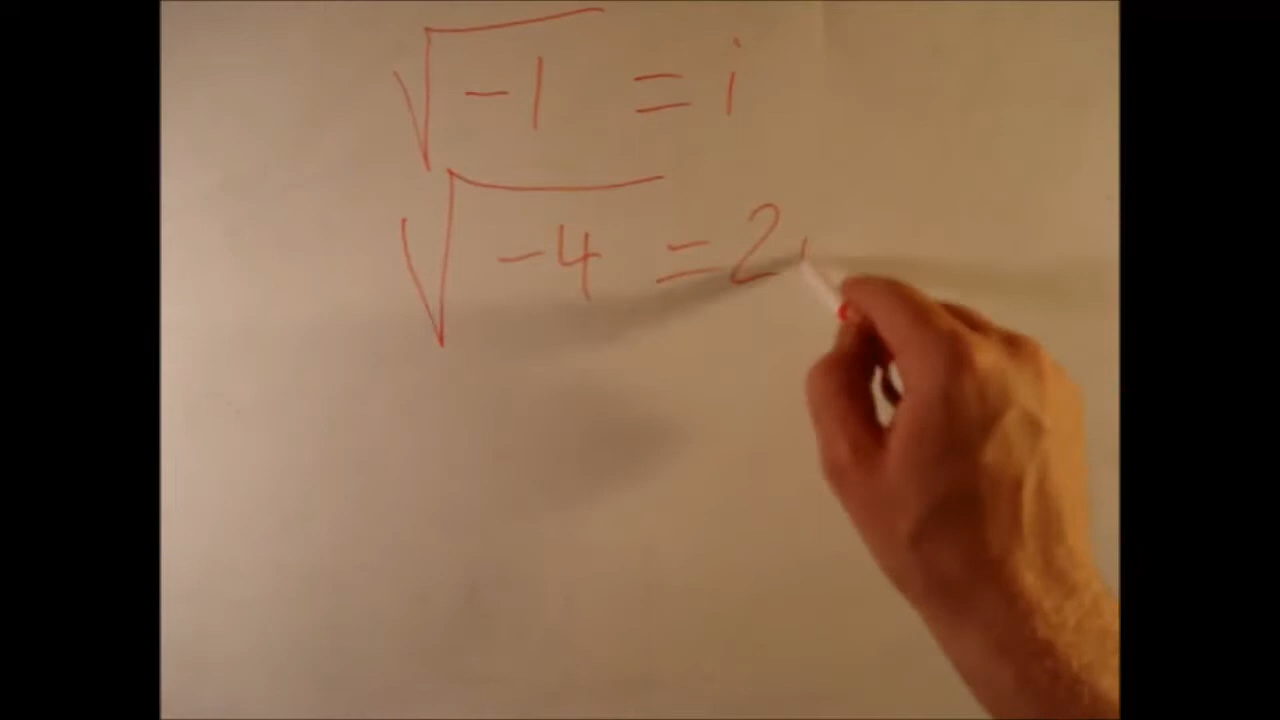 √-1 = i
√-4 = 2